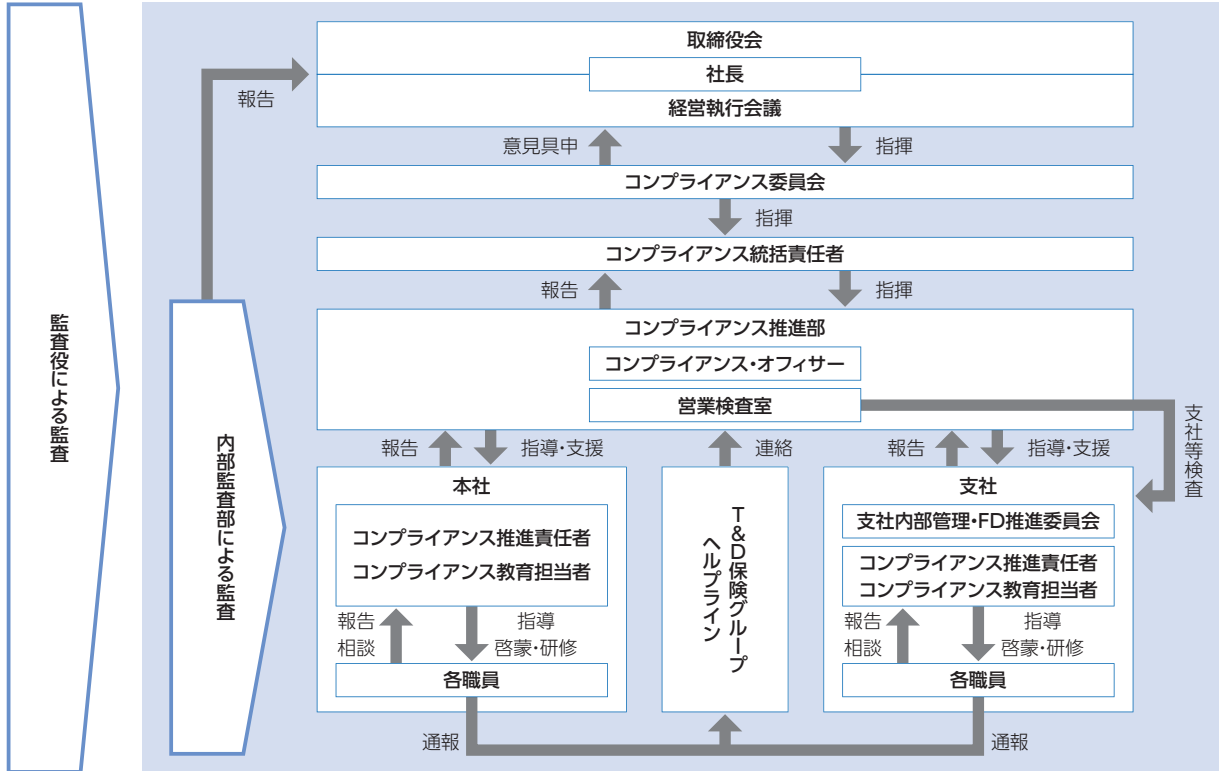 取締役会
社長
経営執行会議
報告
意見具申
指揮
コンプライアンス委員会
指揮
コンプライアンス統括責任者
報告
指揮
コンプライアンス推進部
コンプライアンス・オフィサー
営業検査室
支社等検査
監査役による監査
内部監査部による監査
報告
指導・支援
連絡
報告
指導・支援
本社
コンプライアンス推進責任者
コンプライアンス教育担当者
報告
相談
指導
啓蒙・研修
各職員
T&D保険グループ
ヘルプライン
支社
支社内部管理・FD推進委員会
コンプライアンス推進責任者
コンプライアンス教育担当者
報告
相談
指導
啓蒙・研修
各職員
通報
通報